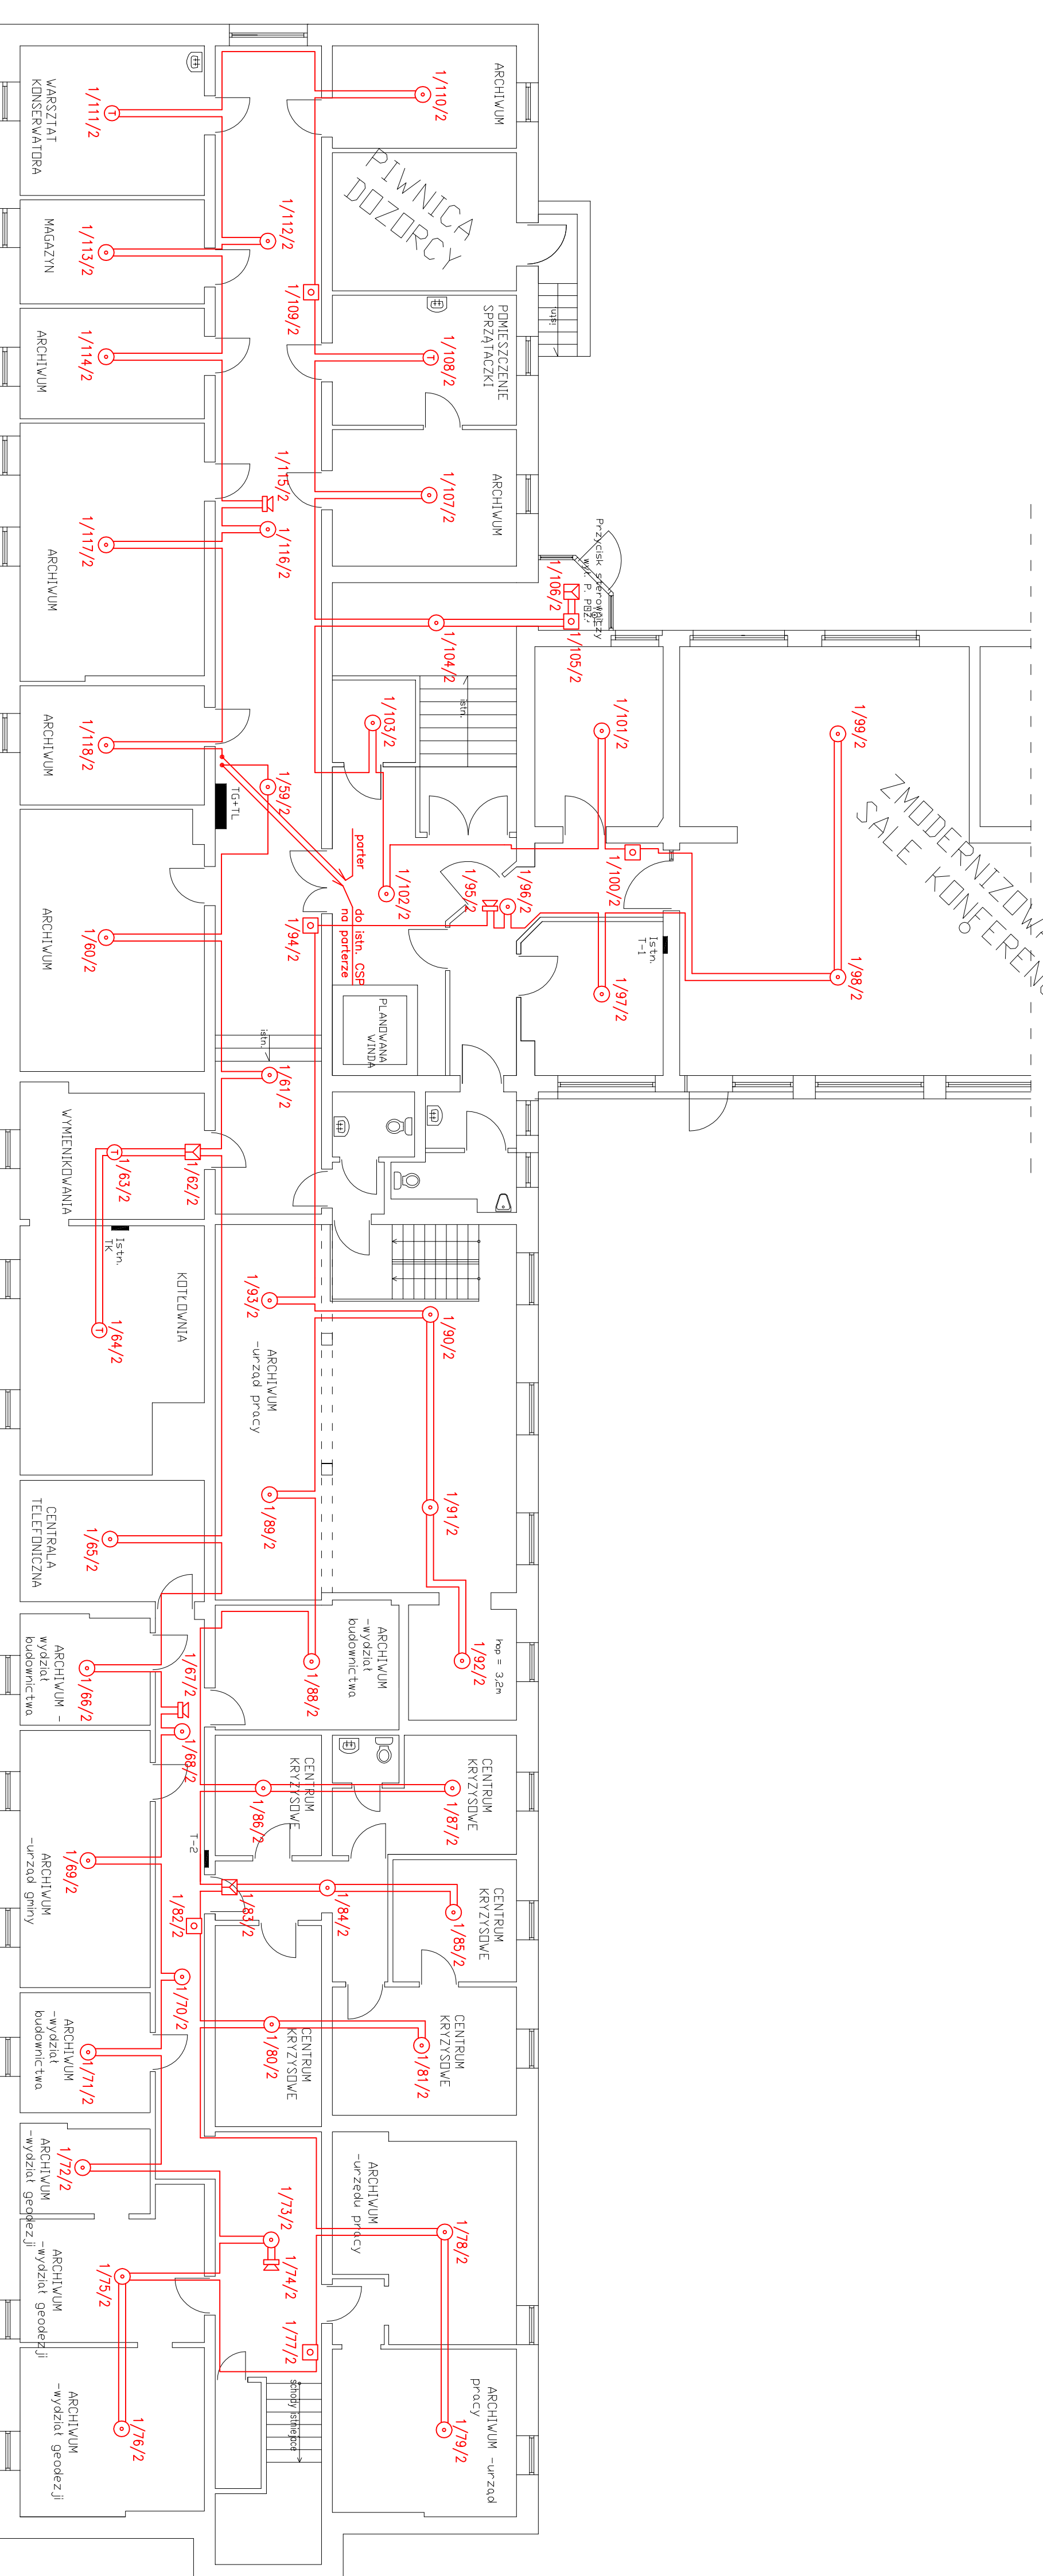 ARCHIWUM
1/110/2
WARSZTAT
KONSERWATORA
1/111/2
PIWNICA
DOZORCY
1/112/2
MAGAZYN
1/113/2
istn.
1/109/2
POMIESZCZENIE
SPRZĄTACZKI
1/108/2
ARCHIWUM
1/114/2
ARCHIWUM
1/107/2
1/115/2
1/116/2
ARCHIWUM
1/117/2
Przycisk sterowniczy
wył. P. POŻ.
1/106/2
1/105/2
1/104/2
istn.
1/103/2
1/101/2
1/99/2
ARCHIWUM
1/118/2
1/59/2
TG+TL
parter
do istn. CSP
na parterze
1/102/2
1/95/2
1/96/2
1/100/2
ZMODERNIZOWA
SALE KONFEREN
1/94/2
Istn.
T-1
1/97/2
1/98/2
ARCHIWUM
1/60/2
PLANOWANA
WINDA
istn.
1/61/2
WYMIENIKOWANIA
1/62/2
1/63/2
Istn.
TK
KOTŁOWNIA
1/64/2
1/93/2
1/90/2
ARCHIWUM
-urząd pracy
1/89/2
1/91/2
CENTRALA
TELEFONICZNA
1/65/2
hop = 3,2m
1/92/2
ARCHIWUM
-wydział
budownictwa
1/88/2
ARCHIWUM -
wydział
budownictwa
1/66/2
1/67/2
1/68/2
CENTRUM
KRYZYSOWE
1/86/2
CENTRUM
KRYZYSOWE
1/87/2
ARCHIWUM
-urząd gminy
1/69/2
T-2
1/82/2
1/83/2
1/84/2
CENTRUM
KRYZYSOWE
1/85/2
1/70/2
ARCHIWUM
-wydział
budownictwa
1/71/2
CENTRUM
KRYZYSOWE
1/80/2
CENTRUM
KRYZYSOWE
1/81/2
ARCHIWUM
-wydział geodezji
1/72/2
1/73/2
1/74/2
ARCHIWUM
-urzędu pracy
1/78/2
ARCHIWUM
-wydział geodezji
1/75/2
1/77/2
ARCHIWUM
-wydział geodezji
1/76/2
schody istniejące
ARCHIWUM -urząd
pracy
1/79/2